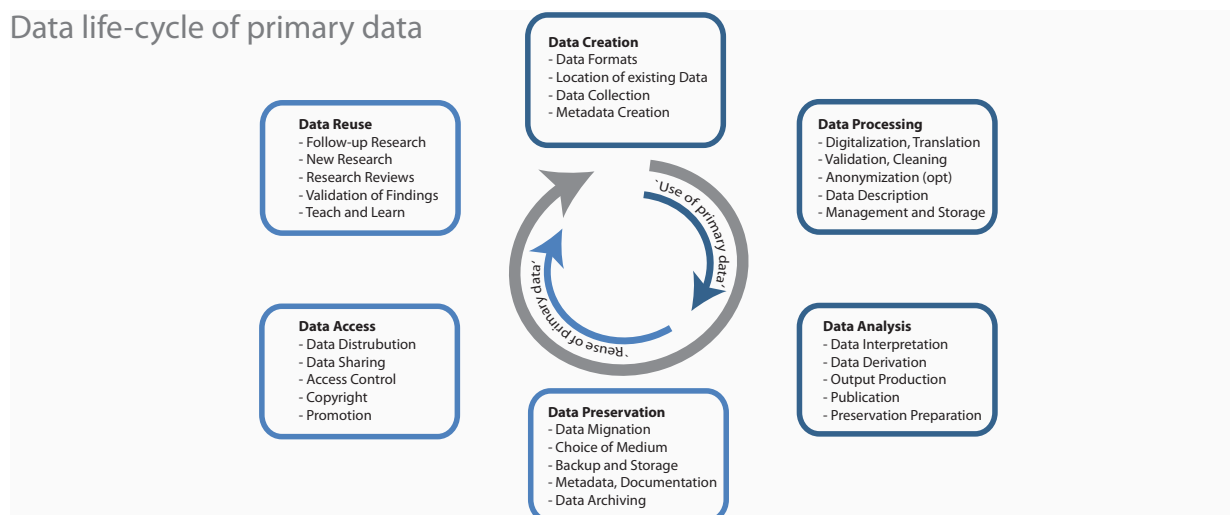 Data life-cycle of primary data
Data Creation
- Data Formats
- Location of existing Data
- Data Collection
- Metadata Creation
Data Processing
- Digitalization, Translation
- Validation, Cleaning
- Anonymization (opt)
- Data Description
- Management and Storage
Data Analysis
- Data Interpretation
- Data Derivation
- Output Production
- Publication
- Preservation Preparation
Data Preservation
- Data Mignation
- Choice of Medium
- Backup and Storage
- Metadata, Documentation
- Data Archiving
Data Access
- Data Distrubution
- Data Sharing
- Access Control
- Copyright
- Promotion
Data Reuse
- Follow-up Research
- New Research
- Research Reviews
- Validation of Findings
- Teach and Learn
`Use of primary data´
`Reuse of primary data´